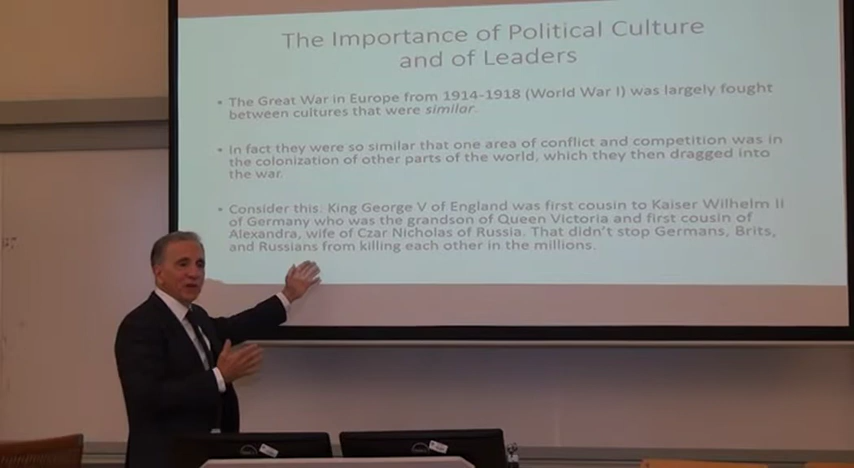 The Importance of Political Culture
and of Leaders
• The Great War in Europe from 1914-1918 (World War I) was largely fought
between cultures that were similar.
• In fact they were so similar that one area of conflict and competition was in
the colonization of other parts of the world, which they then dragged into
the war.
• Consider this: King George V of England was first cousin to Kaiser Wilhelm II
of Germany who was the grandson of Queen Victoria and first cousin of
Alexandra, wife of Czar Nicholas of Russia. That didn't stop Germans, Brits,
and Russians from killing each other in the millions.